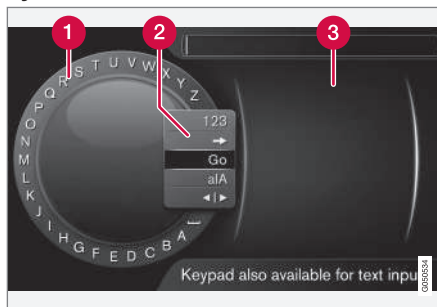 1
2
3
A B C D E F G H I J K L M N O P Q R S T U V W X Y Z
123
Go
a|A
Keypad also available for text inpu
G050534